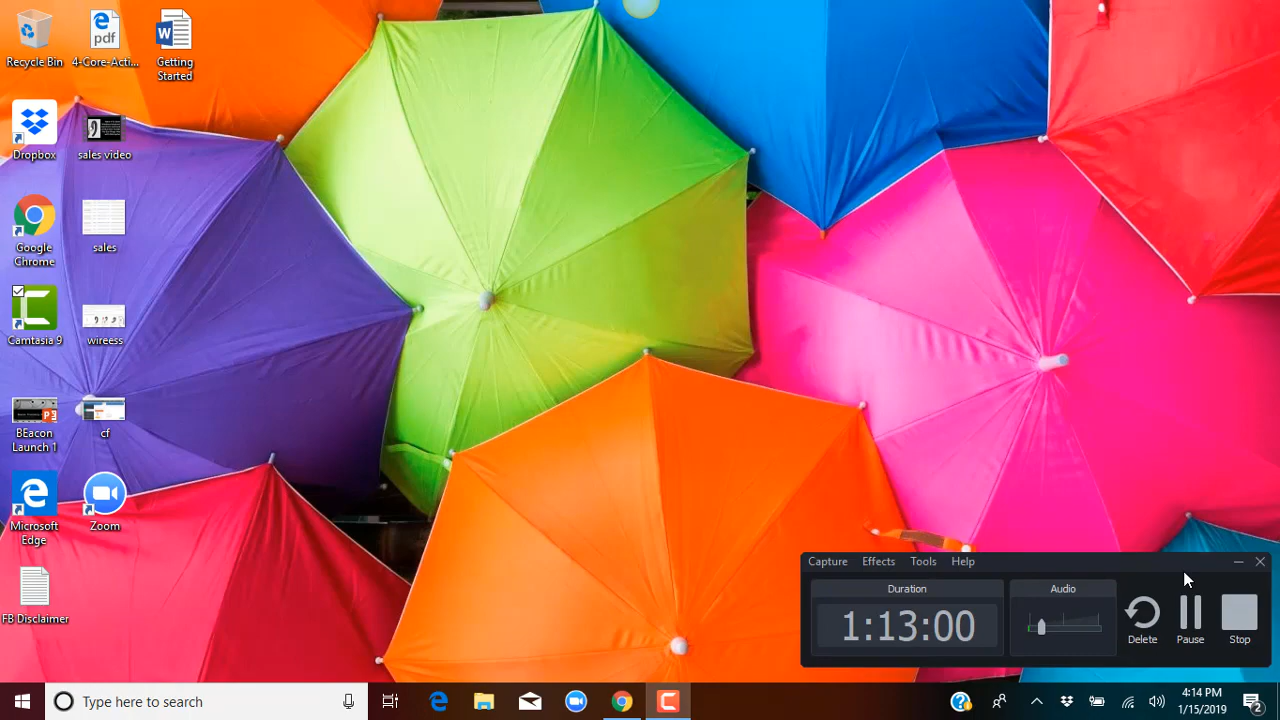 Recycle Bin
pdf
4-Core-Acti...
Getting
Started
Dropbox
sales video
Google
Chrome
sales
Camtasia 9
wireess
BEacon
Launch 1
cf
Microsoft
Edge
Zoom
FB Disclaimer
Capture Effects Tools Help
Duration
1:13:00
Audio
Delete
Pause
Stop
Type here to search
4:14 PM
1/15/2019
2